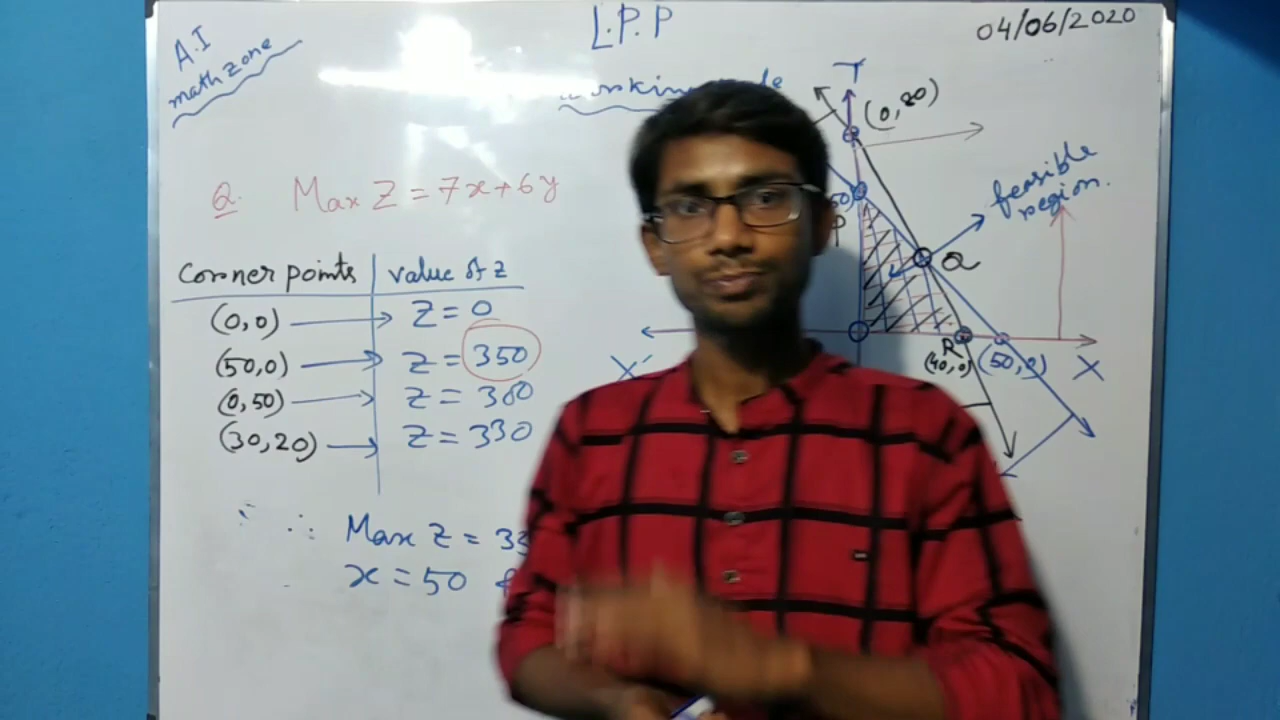 A.I
math zone
L.P.P
04/06/2020
Q. Max Z = 7x+6y
Corner points value of z
(0,0) Z = 0
(50,0) Z = 350
(0,50) Z = 300
(30,20) Z = 330
∴ Max Z = 35
x = 50
Y
(0,80)
feasible
region.
50)
P
Q
X'
R
(40,0)
(50,0)
X